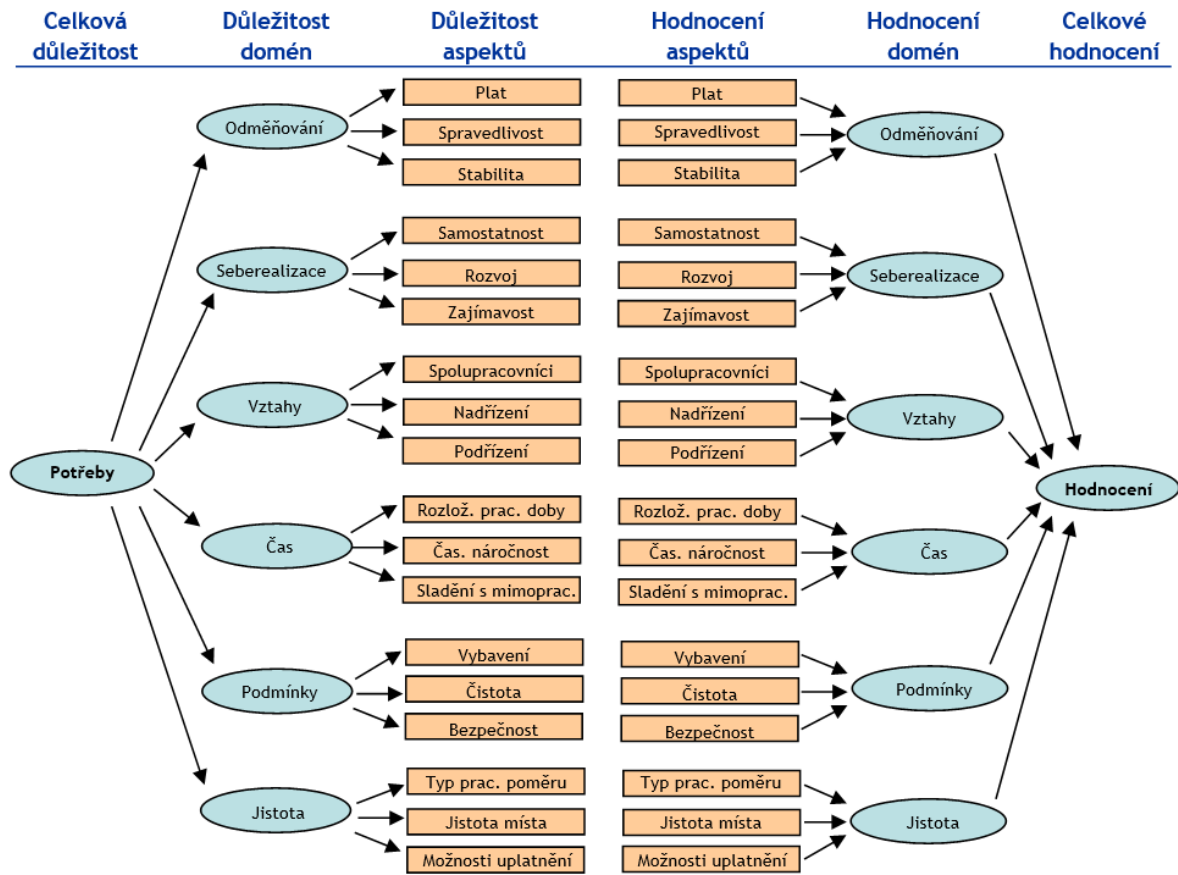 Celková důležitost
Důležitost domén
Důležitost aspektů
Hodnocení aspektů
Hodnocení domén
Celkové hodnocení
Potřeby
Odměňování
Plat
Spravedlivost
Stabilita
Plat
Spravedlivost
Stabilita
Odměňování
Seberealizace
Samostatnost
Rozvoj
Zajímavost
Samostatnost
Rozvoj
Zajímavost
Seberealizace
Vztahy
Spolupracovníci
Nadřízení
Podřízení
Spolupracovníci
Nadřízení
Podřízení
Vztahy
Čas
Rozlož. prac. doby
Čas. náročnost
Sladění s mimoprac.
Rozlož. prac. doby
Čas. náročnost
Sladění s mimoprac.
Čas
Podmínky
Vybavení
Čistota
Bezpečnost
Vybavení
Čistota
Bezpečnost
Podmínky
Jistota
Typ prac. poměru
Jistota místa
Možnosti uplatnění
Typ prac. poměru
Jistota místa
Možnosti uplatnění
Jistota
Hodnocení